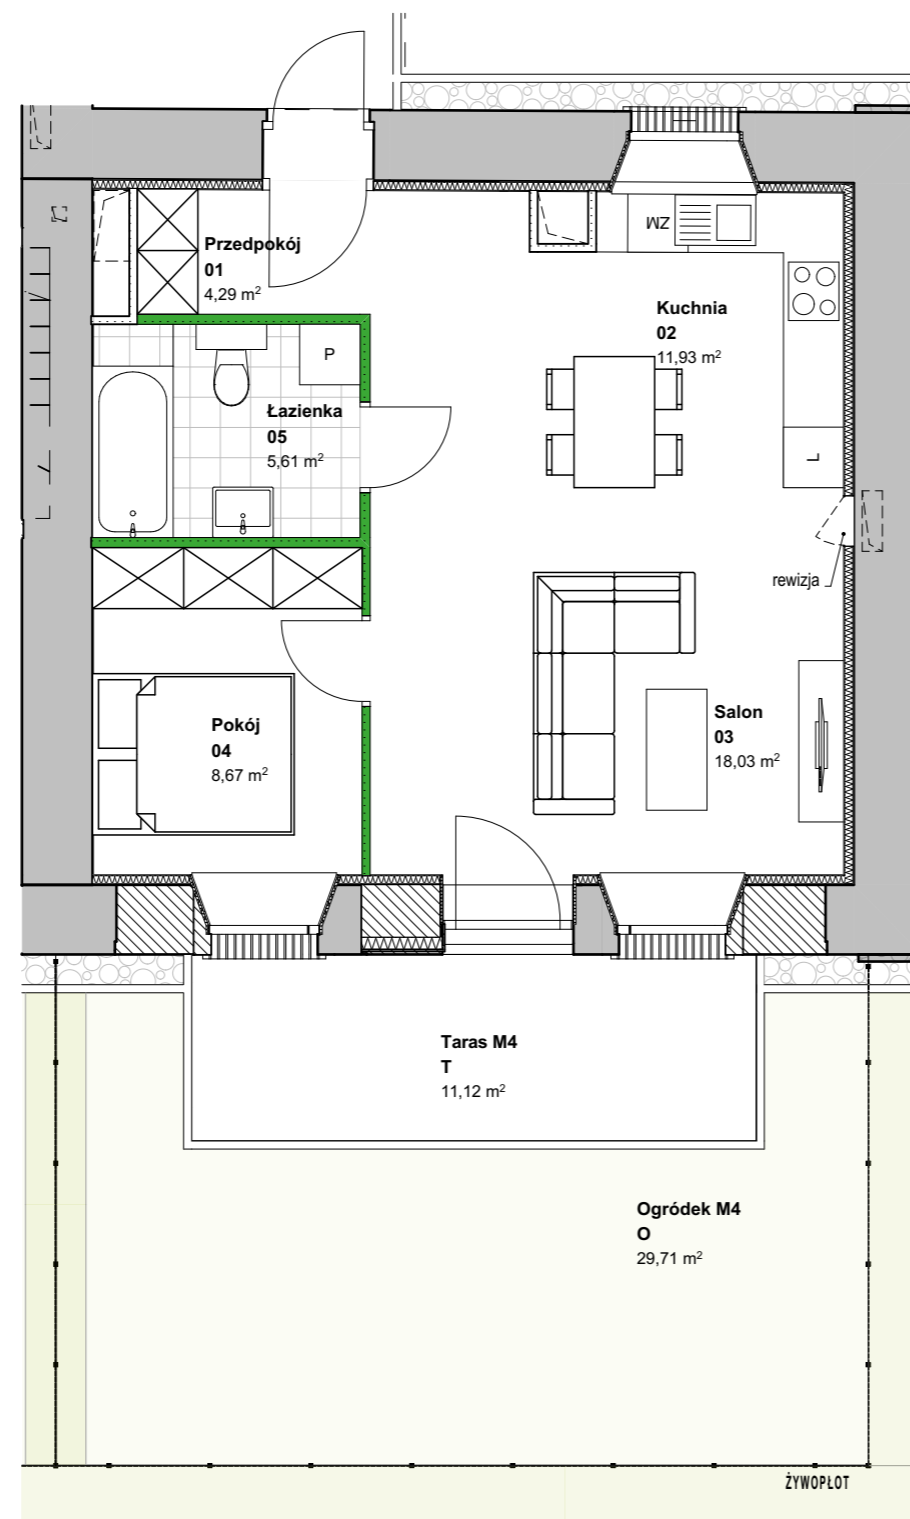 Przedpokój
01
4,29 m²
Kuchnia
02
11,93 m²
ZM
P
Łazienka
05
5,61 m²
L
rewizja
Salon
03
18,03 m²
Pokój
04
8,67 m²
Taras M4
T
11,12 m²
Ogródek M4
O
29,71 m²
ŻYWOPŁOT